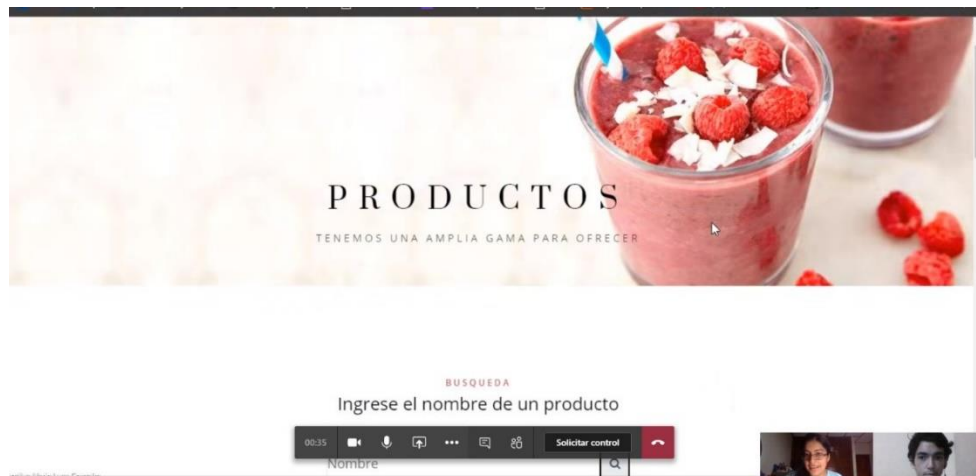 PRODUCTOS
TENEMOS UNA AMPLIA GAMA PARA OFRECER
BUSQUEDA
Ingrese el nombre de un producto
00:35
Solicitar control
Nombre